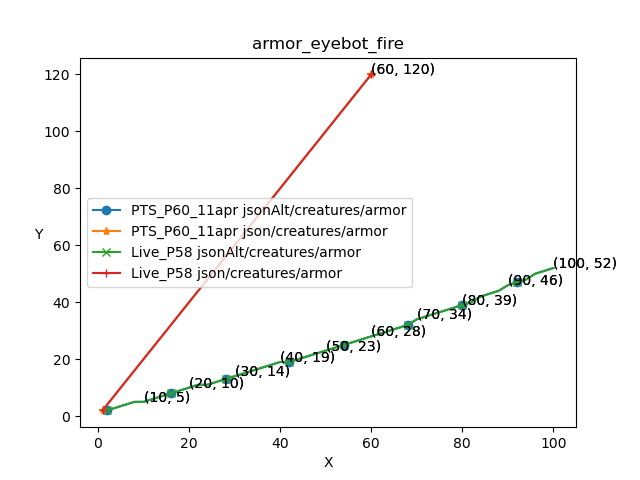 armor_eyebot_fire
120
100
80
60
40
20
0
Y
(60, 120)
PTS_P60_11apr jsonAlt/creatures/armor
PTS_P60_11apr json/creatures/armor
Live_P58 jsonAlt/creatures/armor
Live_P58 json/creatures/armor
(100, 52)
(90, 46)
(80, 39)
(70, 34)
(60, 28)
(50, 23)
(40, 19)
(30, 14)
(20, 10)
(10, 5)
0 20 40 60 80 100
X